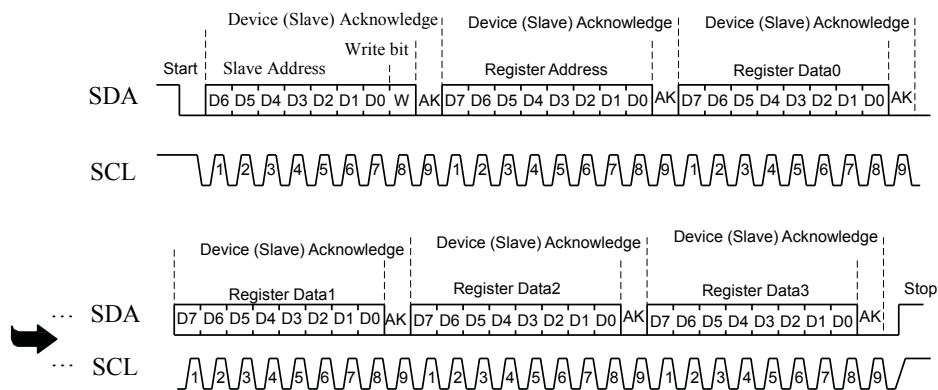 Device (Slave) Acknowledge Device (Slave) Acknowledge Device (Slave) Acknowledge
Write bit
Start Slave Address Register Address Register Data0
SDA D6 D5 D4 D3 D2 D1 D0 W AK D7 D6 D5 D4 D3 D2 D1 D0 AK D7 D6 D5 D4 D3 D2 D1 D0 AK
SCL 1 2 3 4 5 6 7 8 9 1 2 3 4 5 6 7 8 9 1 2 3 4 5 6 7 8 9
Device (Slave) Acknowledge Device (Slave) Acknowledge Device (Slave) Acknowledge
Register Data1 Register Data2 Register Data3 Stop
... SDA D7 D6 D5 D4 D3 D2 D1 D0 AK D7 D6 D5 D4 D3 D2 D1 D0 AK D7 D6 D5 D4 D3 D2 D1 D0 AK
... SCL 1 2 3 4 5 6 7 8 9 1 2 3 4 5 6 7 8 9 1 2 3 4 5 6 7 8 9